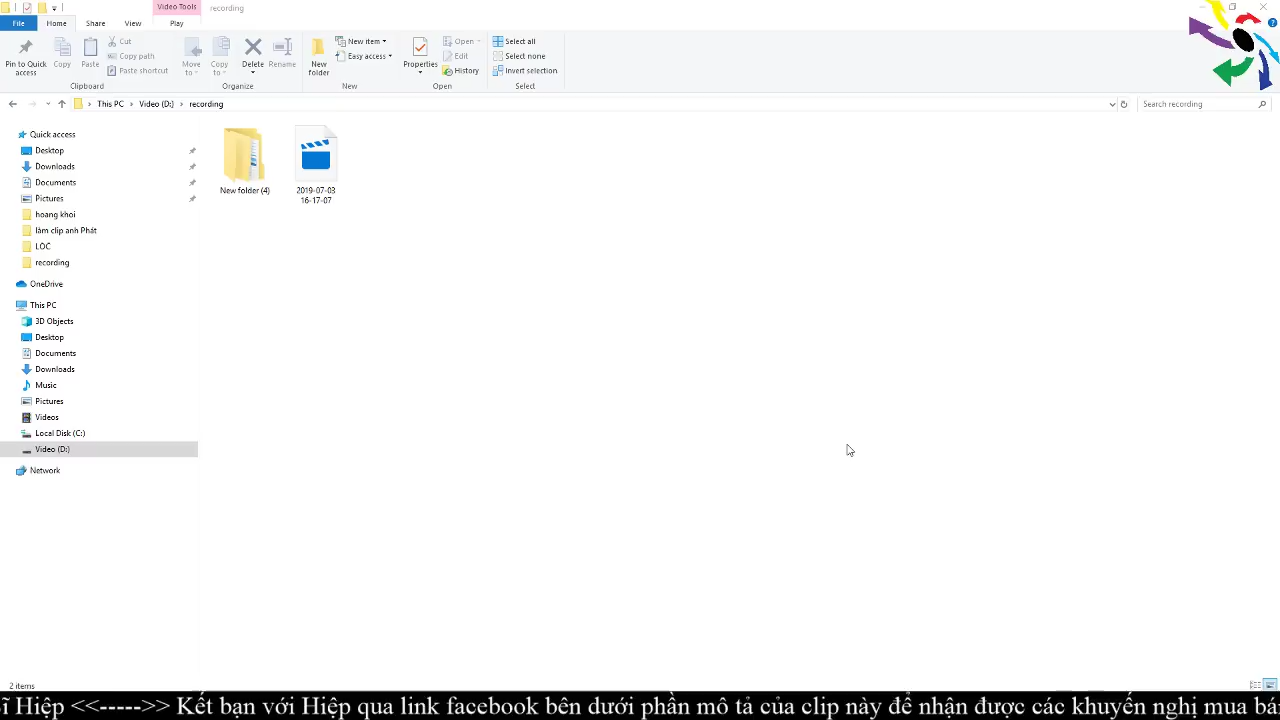 Video Tools
recording
File
Home
Share
View
Play
Pin to Quick access
Copy
Paste
Cut
Copy path
Paste shortcut
Clipboard
Move to
Copy to
Delete
Rename
Organize
New folder
New item
Easy access
New
Properties
Open
Edit
History
Open
Select all
Select none
Invert selection
Select
This PC
Video (D:)
recording
Search recording
Quick access
Desktop
Downloads
Documents
Pictures
hoang khoi
làm clip anh Phát
LỘC
recording
OneDrive
This PC
3D Objects
Desktop
Documents
Downloads
Music
Pictures
Videos
Local Disk (C:)
Video (D:)
Network
New folder (4)
2019-07-03
16-17-07
2 items
Hiệp <<----->> Kết bạn với Hiệp qua link facebook bên dưới phần mô tả của clip này để nhận được các khuyến nghị mua